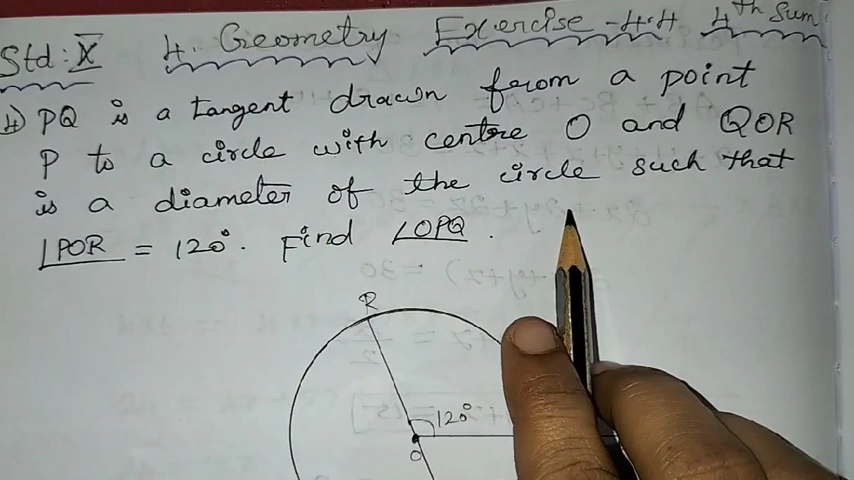 Std: X 4. Geometry Exercise - 4.4 4th Sum
4) PQ is a tangent drawn from a point
P to a circle with centre O and QOR
is a diameter of the circle such that
∠POR = 120°. Find ∠OPQ.
R
120°
O